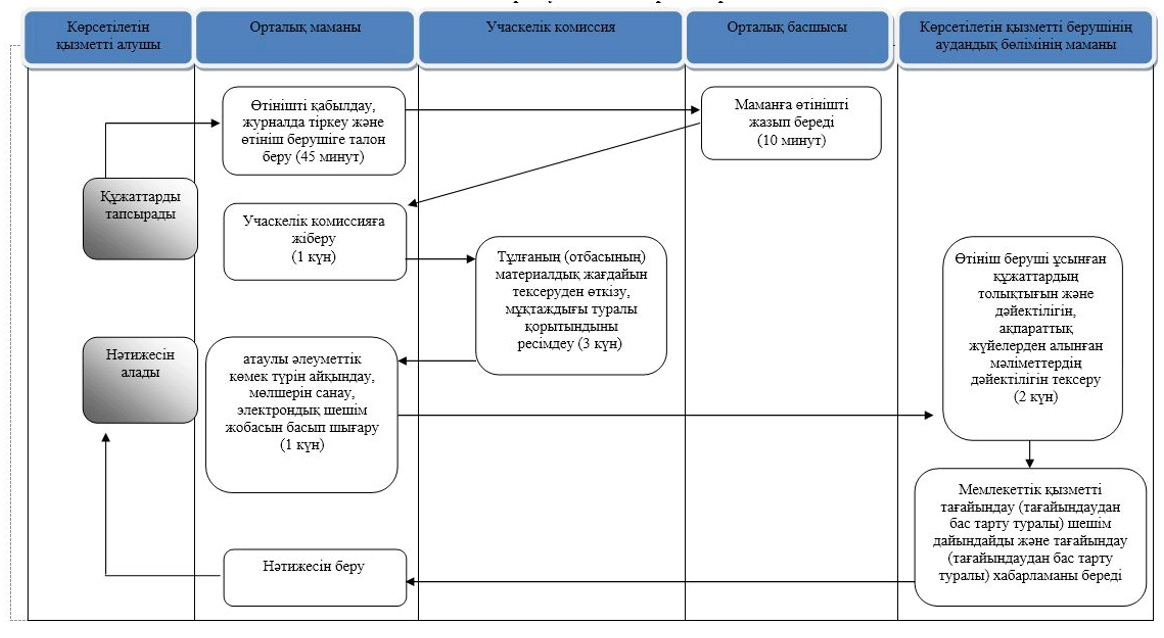 Көрсетілетін
қызметті алушы
Орталық маманы
Учаскелік комиссия
Орталық басшысы
Көрсетілетін қызметті берушінің
аудандық бөлімінің маманы
Өтінішті қабылдау,
журналда тіркеу және
өтініш берушіге талон
беру (45 минут)
Маманға өтінішті
жазып береді
(10 минут)
Құжаттарды
тапсырады
Учаскелік комиссияға
жіберу
(1 күн)
Тұлғаның (отбасының)
материалдық жағдайын
тексеруден өткізу,
мұқтаждығы туралы
қорытындыны
ресімдеу (3 күн)
Өтініш беруші ұсынған
құжаттардың
толықтығын және
дәйектілігін,
ақпараттық
жүйелерден алынған
мәліметтердің
дәйектілігін тексеру
(2 күн)
Нәтижесін
алады
атаулы әлеуметтік
көмек түрін айқындау,
мөлшерін санау,
электрондық шешім
жобасын басып шығару
(1 күн)
Мемлекеттік қызметті
тағайындау (тағайындаудан
бас тарту туралы) шешім
дайындайды және тағайындау
(тағайындаудан бас тарту
туралы) хабарламаны береді
Нәтижесін беру